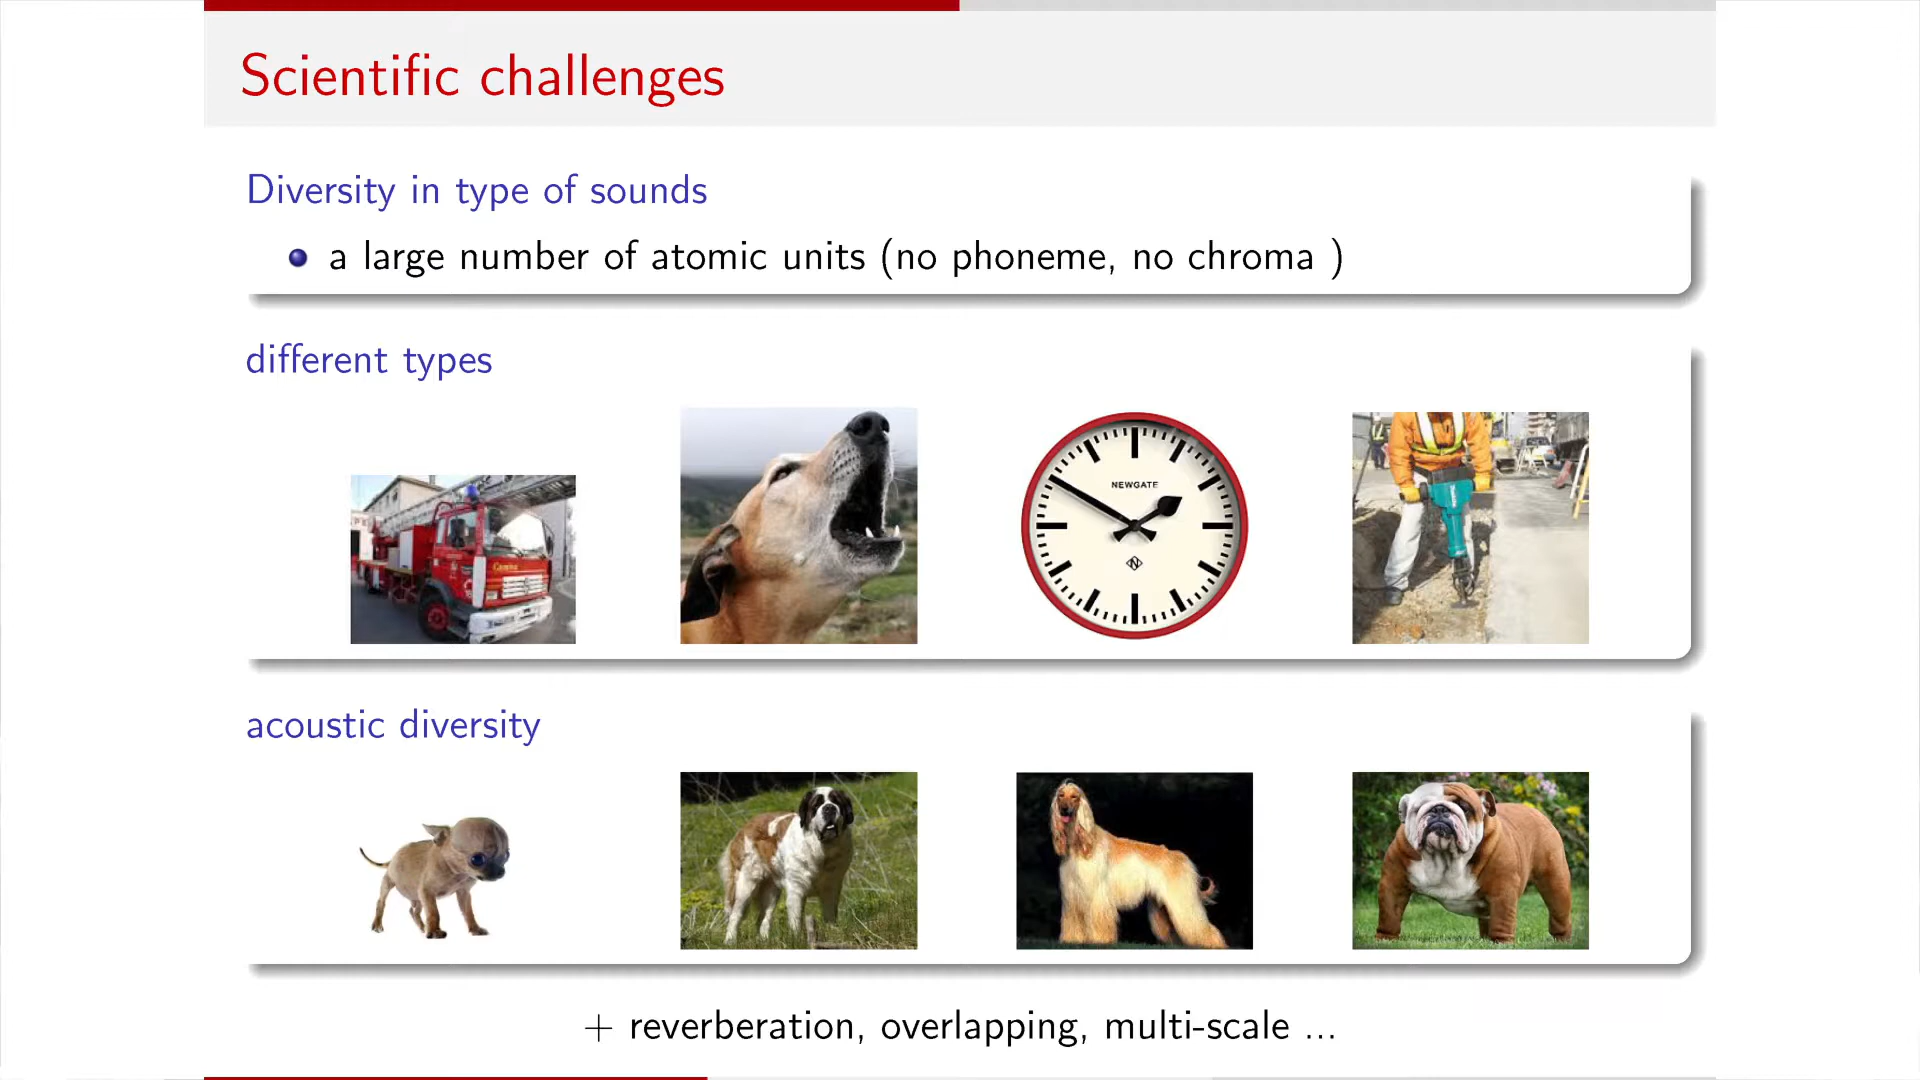 Scientific challenges
Diversity in type of sounds
a large number of atomic units (no phoneme, no chroma )
different types
NEWGATE
acoustic diversity
+ reverberation, overlapping, multi-scale ...